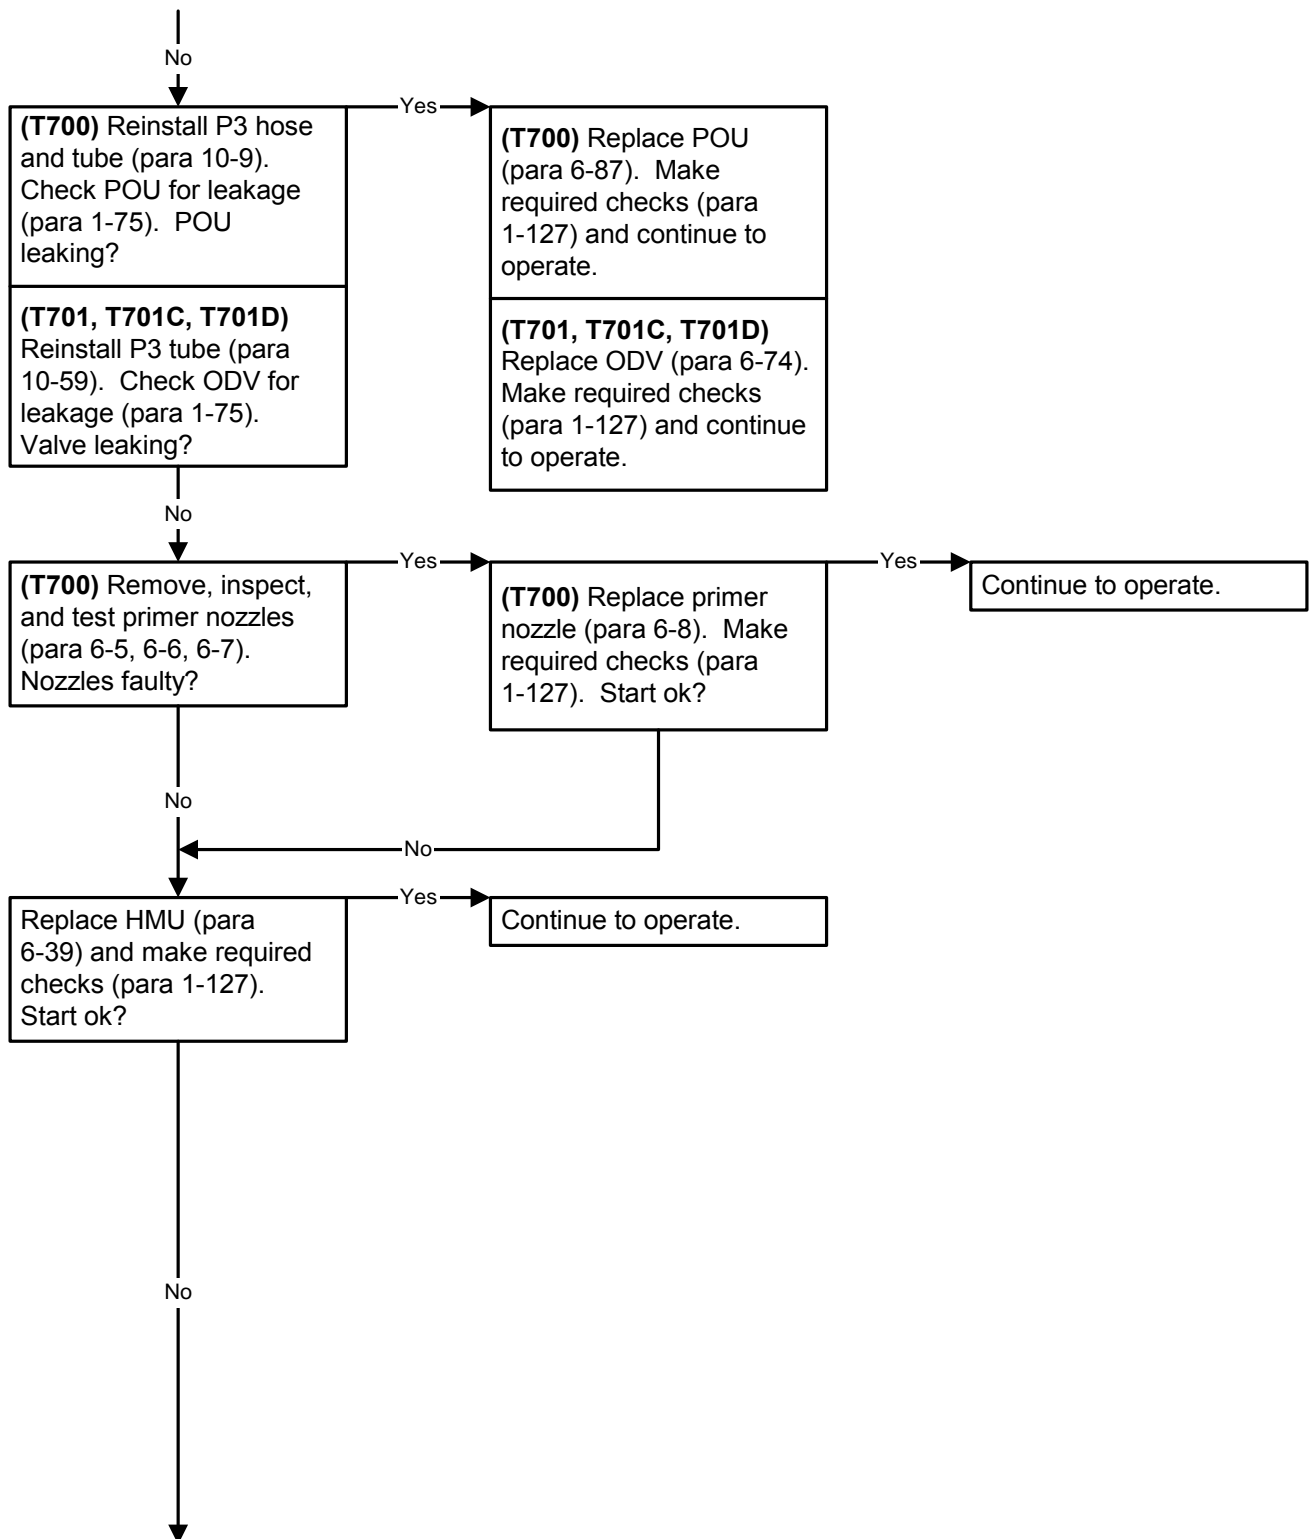 No
(T700) Reinstall P3 hose
and tube (para 10-9).
Check POU for leakage
(para 1-75).  POU
leaking?
(T701, T701C, T701D)
Reinstall P3 tube (para
10-59).  Check ODV for
leakage (para 1-75).
Valve leaking?
Yes
(T700) Replace POU
(para 6-87).  Make
required checks (para
1-127) and continue to
operate.
(T701, T701C, T701D)
Replace ODV (para 6-74).
Make required checks
(para 1-127) and continue
to operate.
No
(T700) Remove, inspect,
and test primer nozzles
(para 6-5, 6-6, 6-7).
Nozzles faulty?
Yes
(T700) Replace primer
nozzle (para 6-8).  Make
required checks (para
1-127).  Start ok?
Yes
Continue to operate.
No
No
Replace HMU (para
6-39) and make required
checks (para 1-127).
Start ok?
Yes
Continue to operate.
No